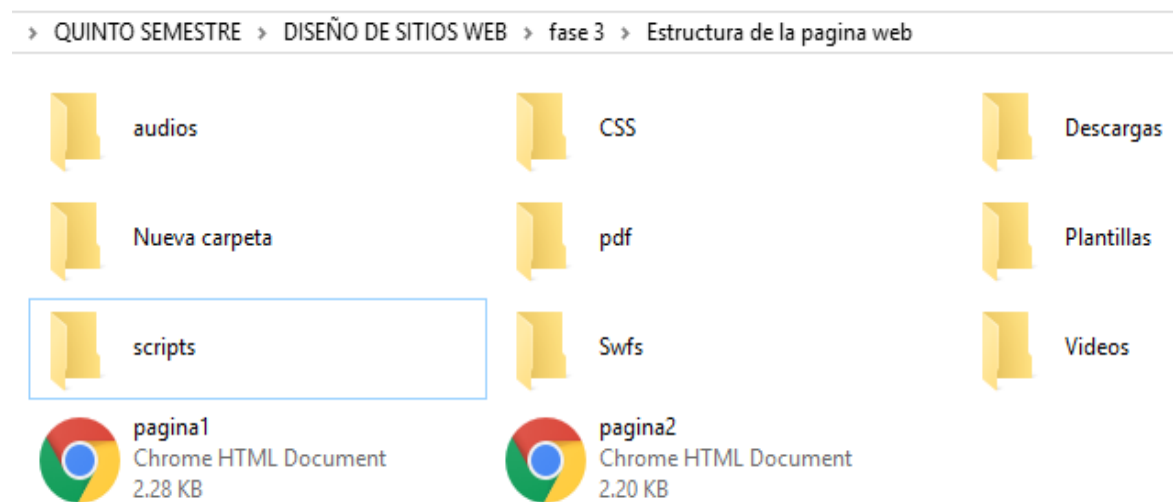 > QUINTO SEMESTRE > DISEÑO DE SITIOS WEB > fase 3 > Estructura de la pagina web
audios
CSS
Descargas
Nueva carpeta
pdf
Plantillas
scripts
Swfs
Videos
pagina1
Chrome HTML Document
2.28 KB
pagina2
Chrome HTML Document
2.20 KB